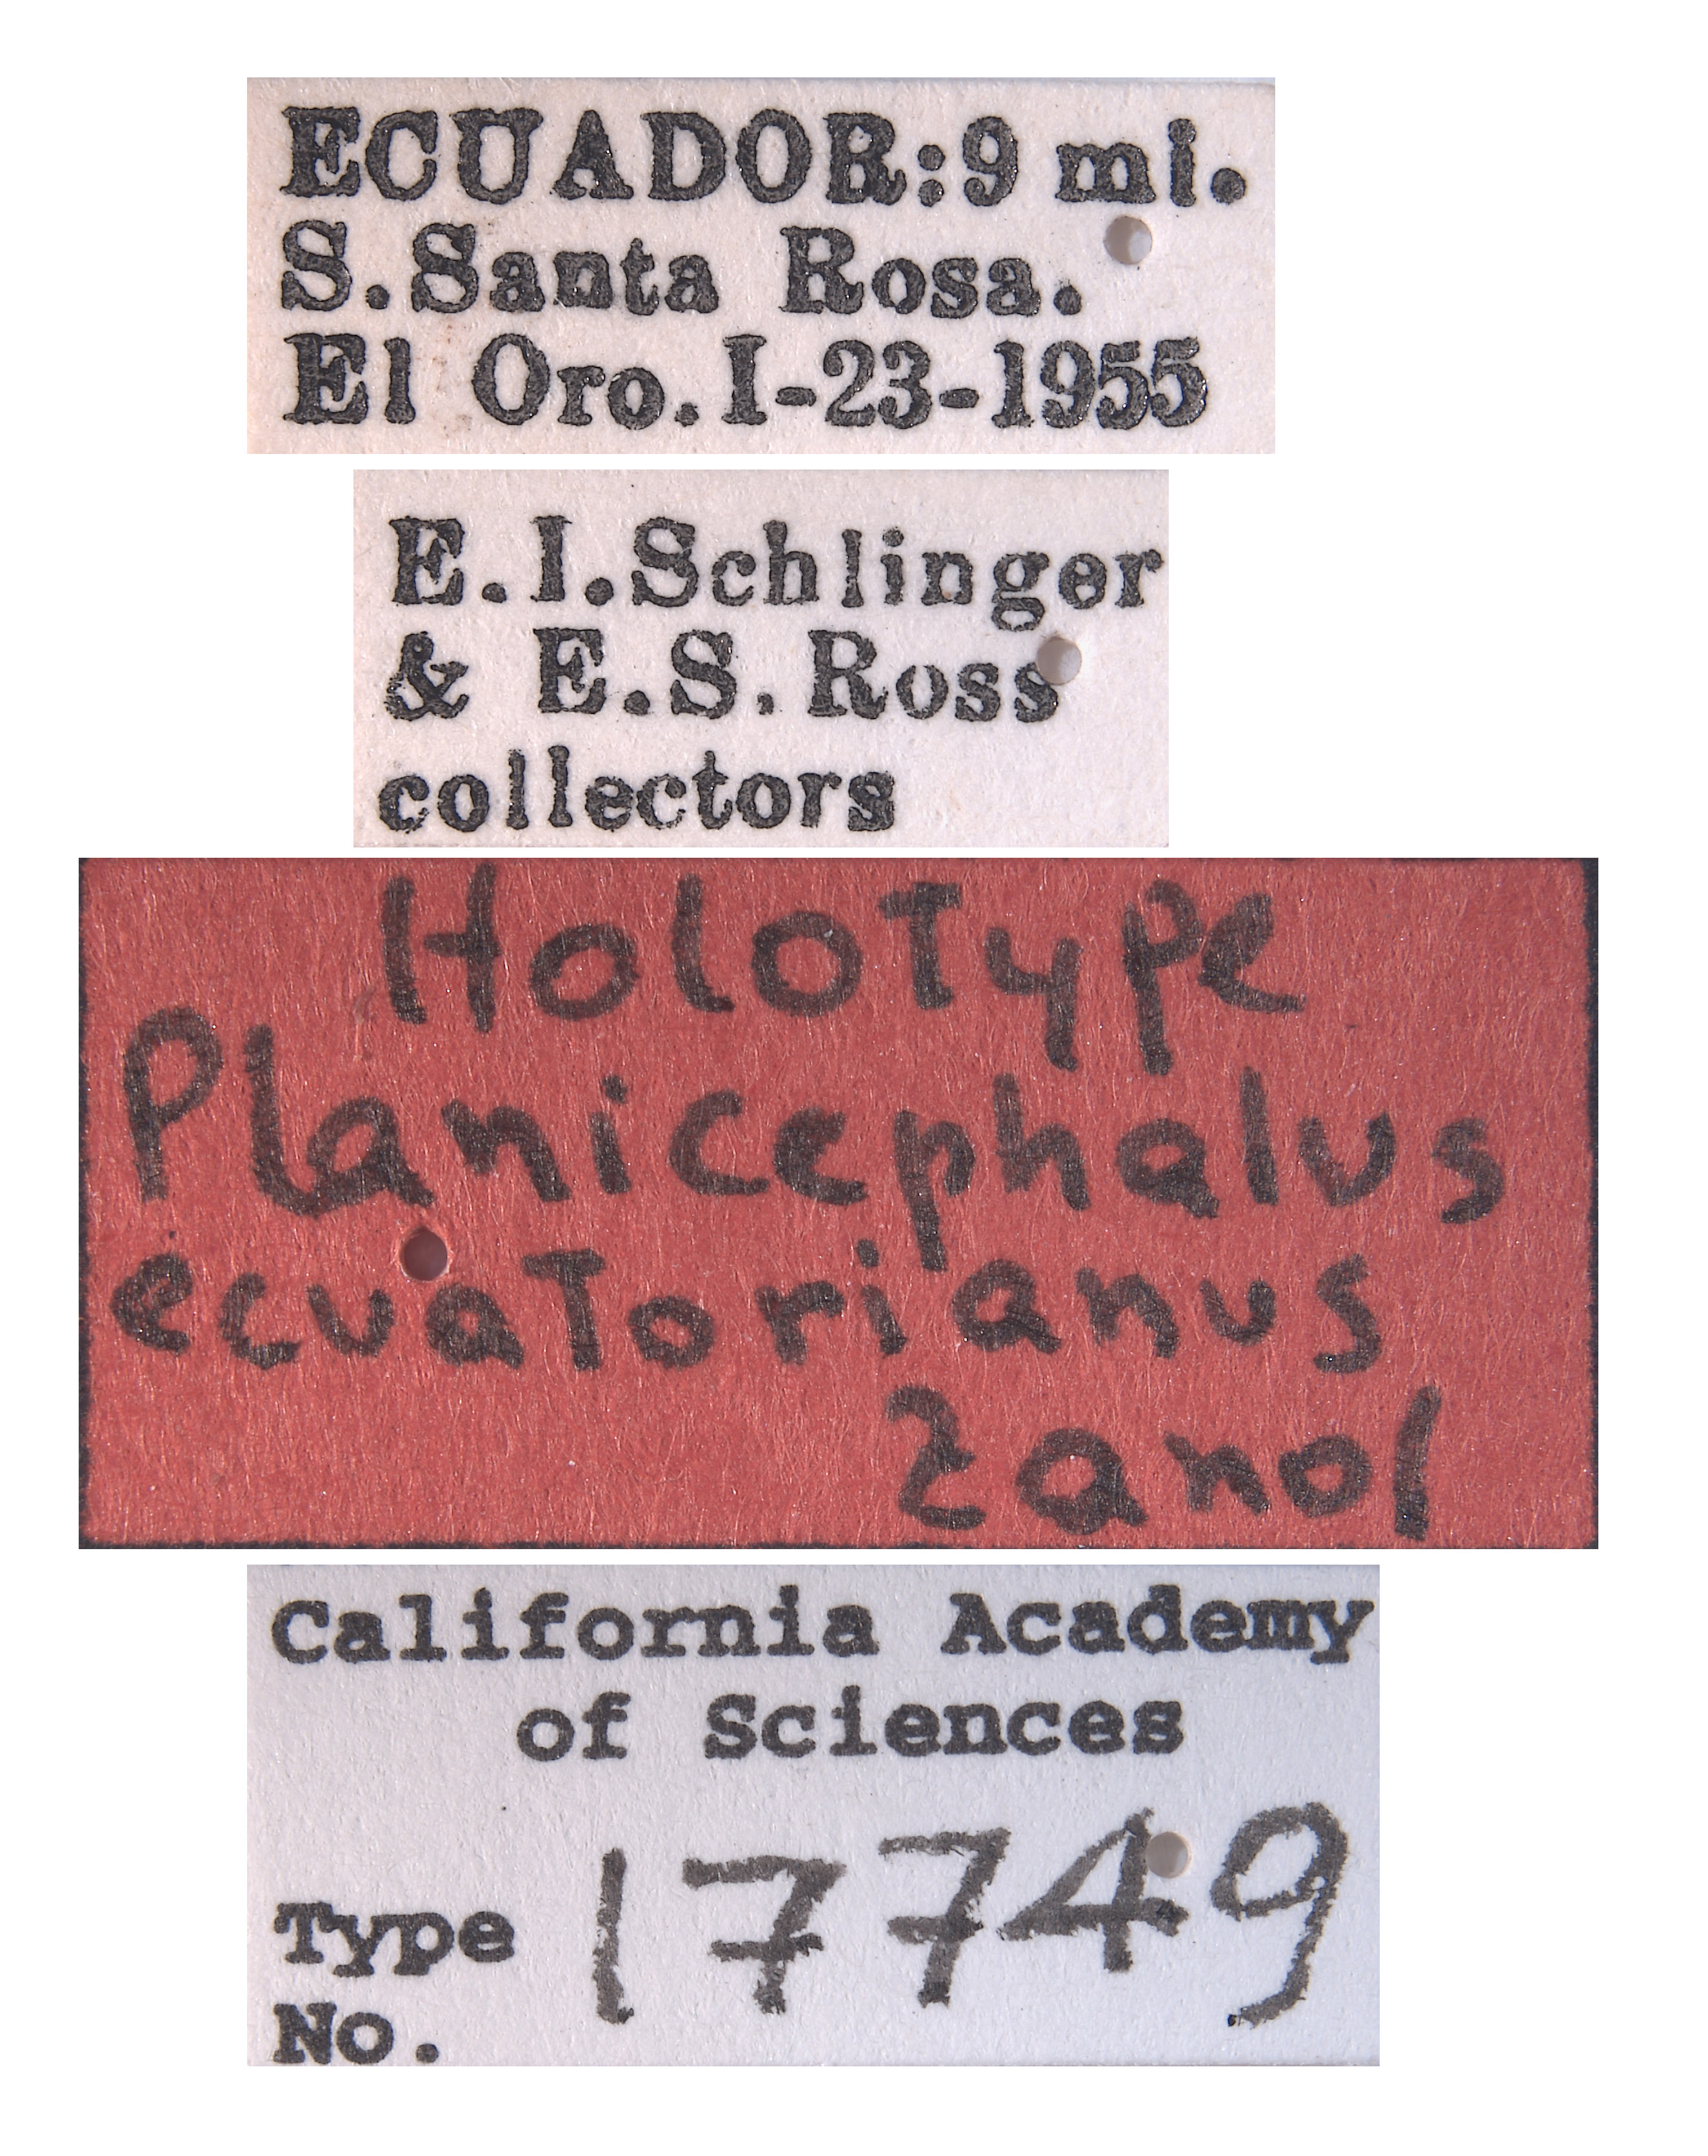 ECUADOR:9 mi.
S.Santa Rosa.
El Oro.I-23-1955
E.I.Schlinger
& E.S.Ross
collectors
HoloType
Planicephalus
ecuaTorianus
Zanol
California Academy
of Sciences
Type 17749
No.